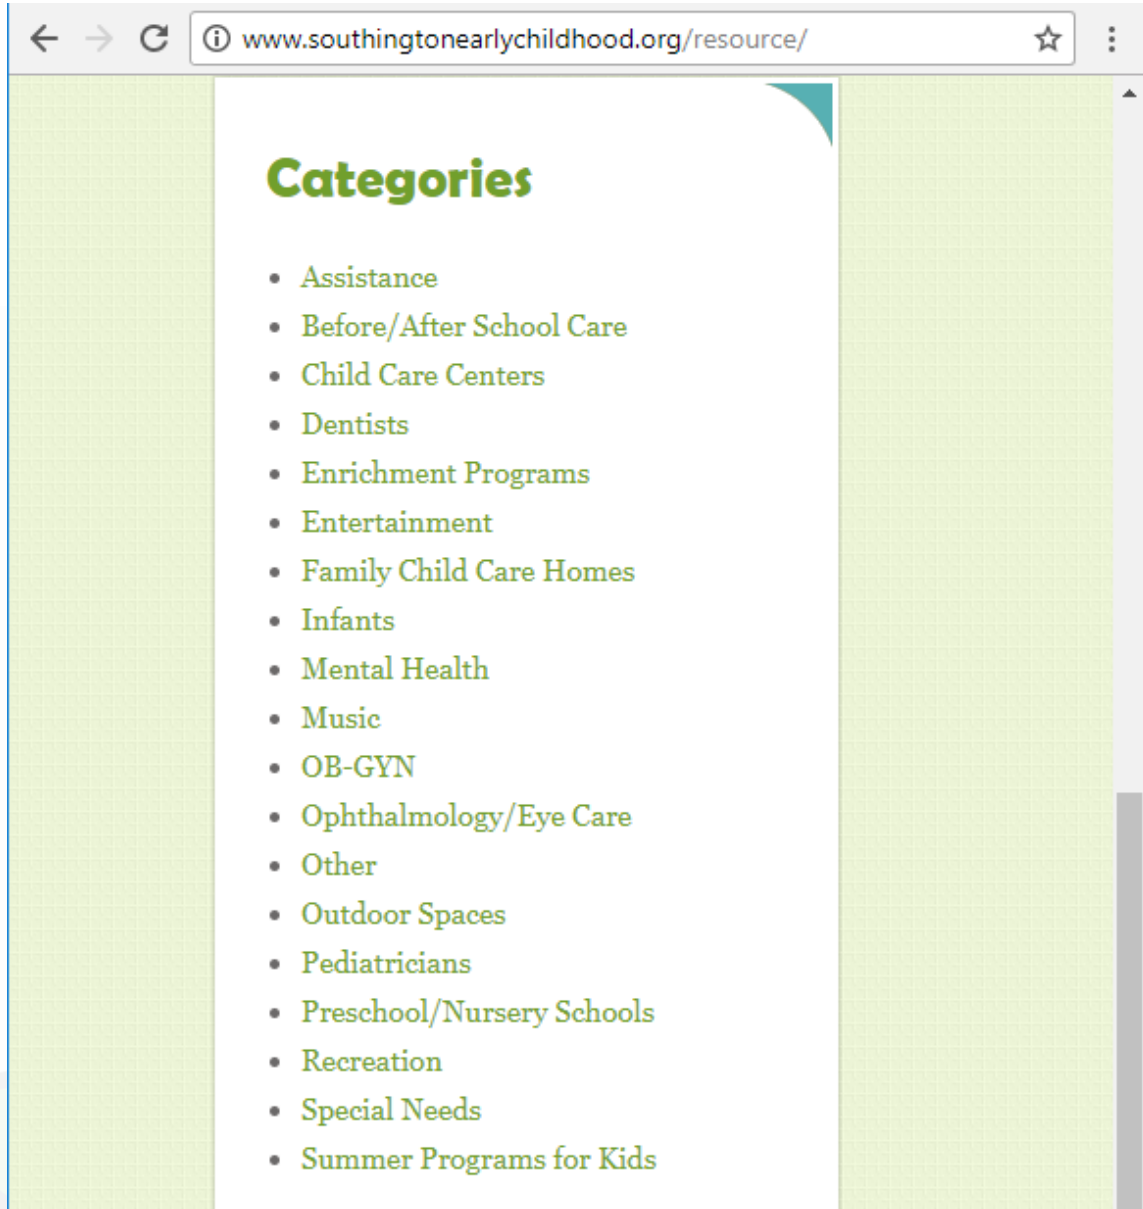 www.southingtonearlychildhood.org/resource/
Categories
Assistance
Before/After School Care
Child Care Centers
Dentists
Enrichment Programs
Entertainment
Family Child Care Homes
Infants
Mental Health
Music
OB-GYN
Ophthalmology/Eye Care
Other
Outdoor Spaces
Pediatricians
Preschool/Nursery Schools
Recreation
Special Needs
Summer Programs for Kids